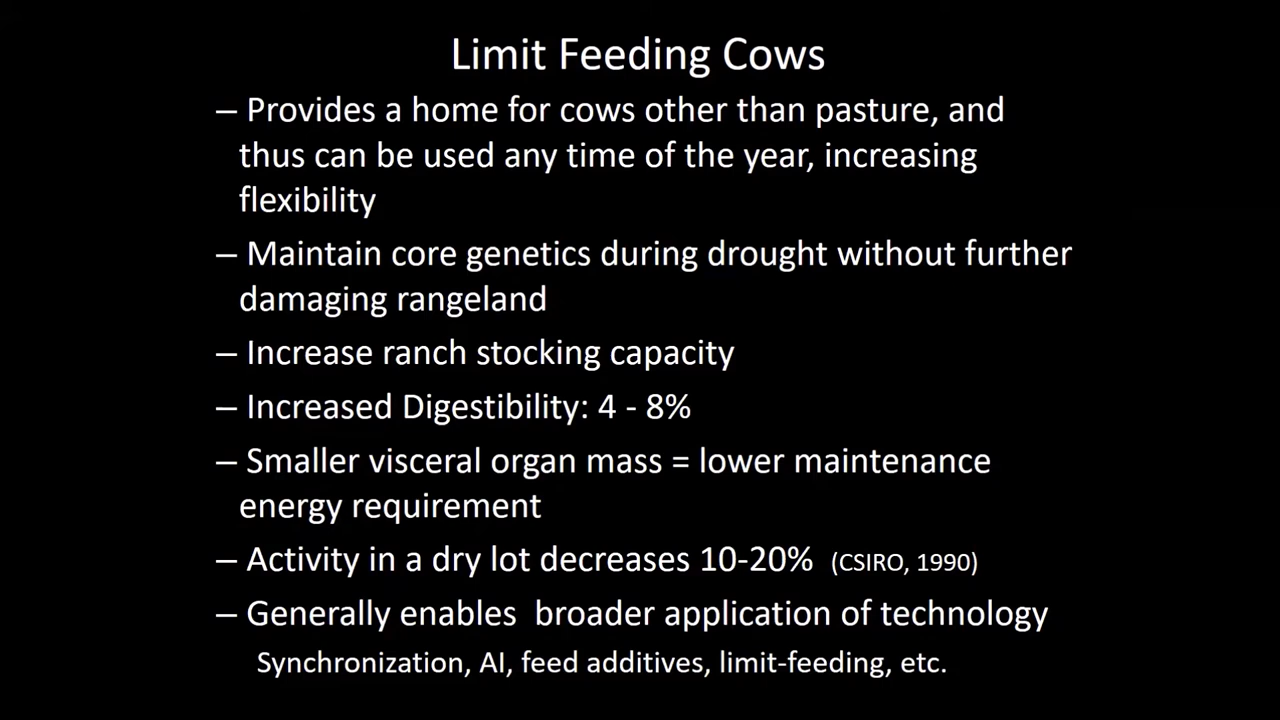 Limit Feeding Cows
– Provides a home for cows other than pasture, and
thus can be used any time of the year, increasing
flexibility
– Maintain core genetics during drought without further
damaging rangeland
– Increase ranch stocking capacity
– Increased Digestibility: 4 - 8%
– Smaller visceral organ mass = lower maintenance
energy requirement
– Activity in a dry lot decreases 10-20% (CSIRO, 1990)
– Generally enables  broader application of technology
Synchronization, AI, feed additives, limit-feeding, etc.